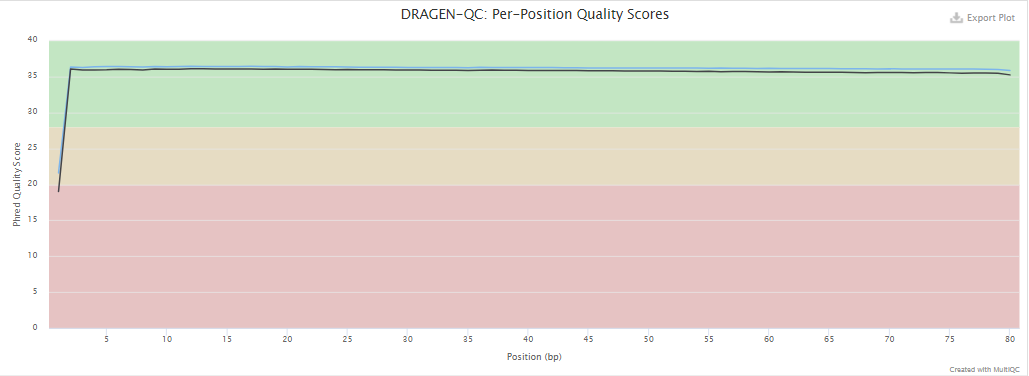 DRAGEN-QC: Per-Position Quality Scores
Export Plot
Phred Quality Score
40
35
30
25
20
15
10
5
0
5 10 15 20 25 30 35 40 45 50 55 60 65 70 75 80
Position (bp)
Created with MultiQC